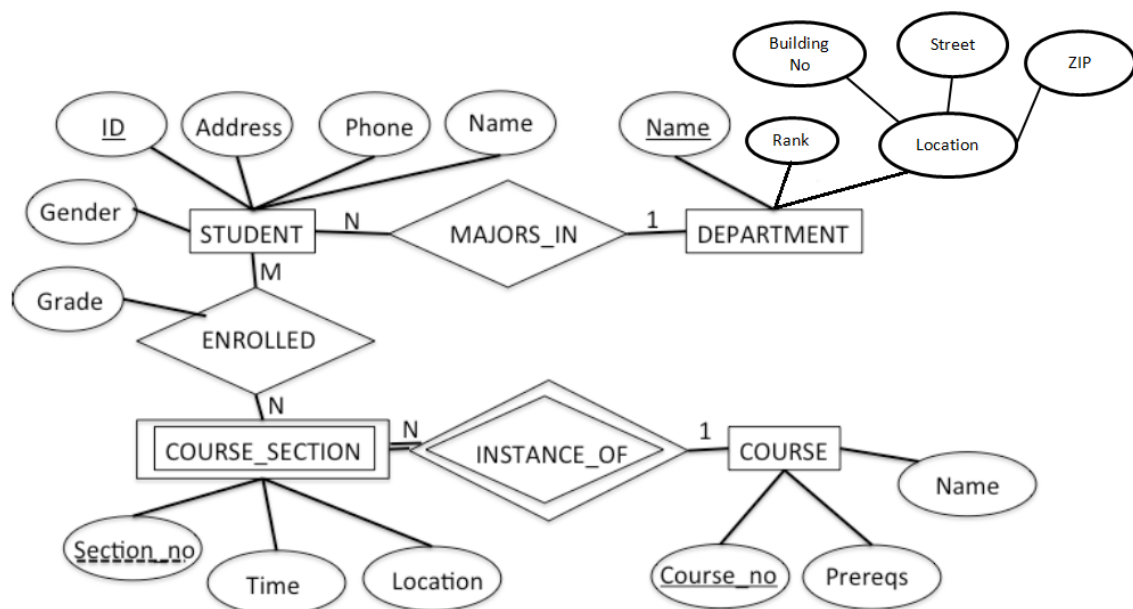 Building
No
Street
ZIP
ID
Address
Phone
Name
Name
Rank
Location
Gender
STUDENT
N
MAJORS_IN
1
DEPARTMENT
M
Grade
ENROLLED
N
COURSE_SECTION
N
INSTANCE_OF
1
COURSE
Name
Section_no
Time
Location
Course_no
Prereqs